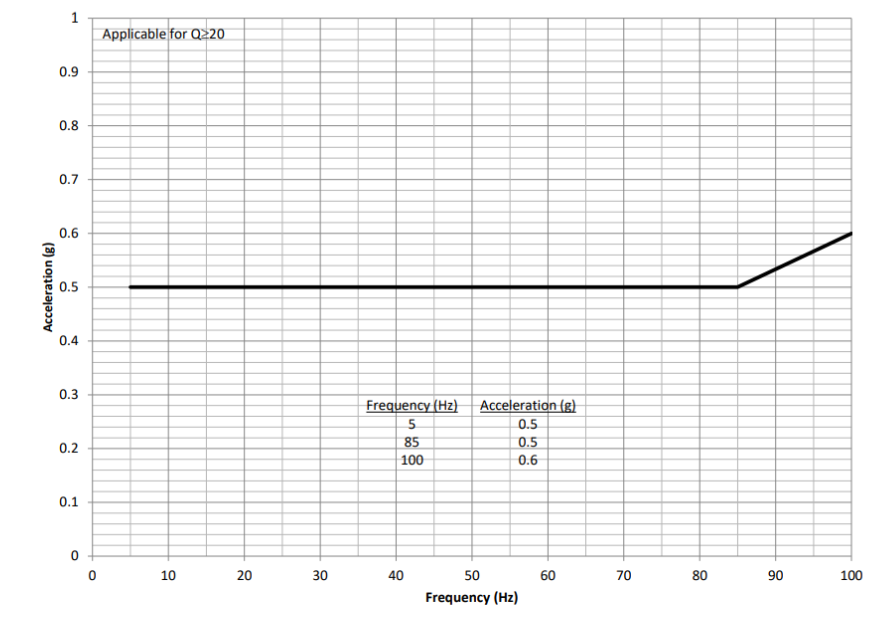 1
Applicable for Q≥20
0.9
0.8
0.7
0.6
Acceleration (g)
0.5
0.4
0.3
Frequency (Hz) Acceleration (g)
5 0.5
85 0.5
100 0.6
0.2
0.1
0
0 10 20 30 40 50 60 70 80 90 100
Frequency (Hz)